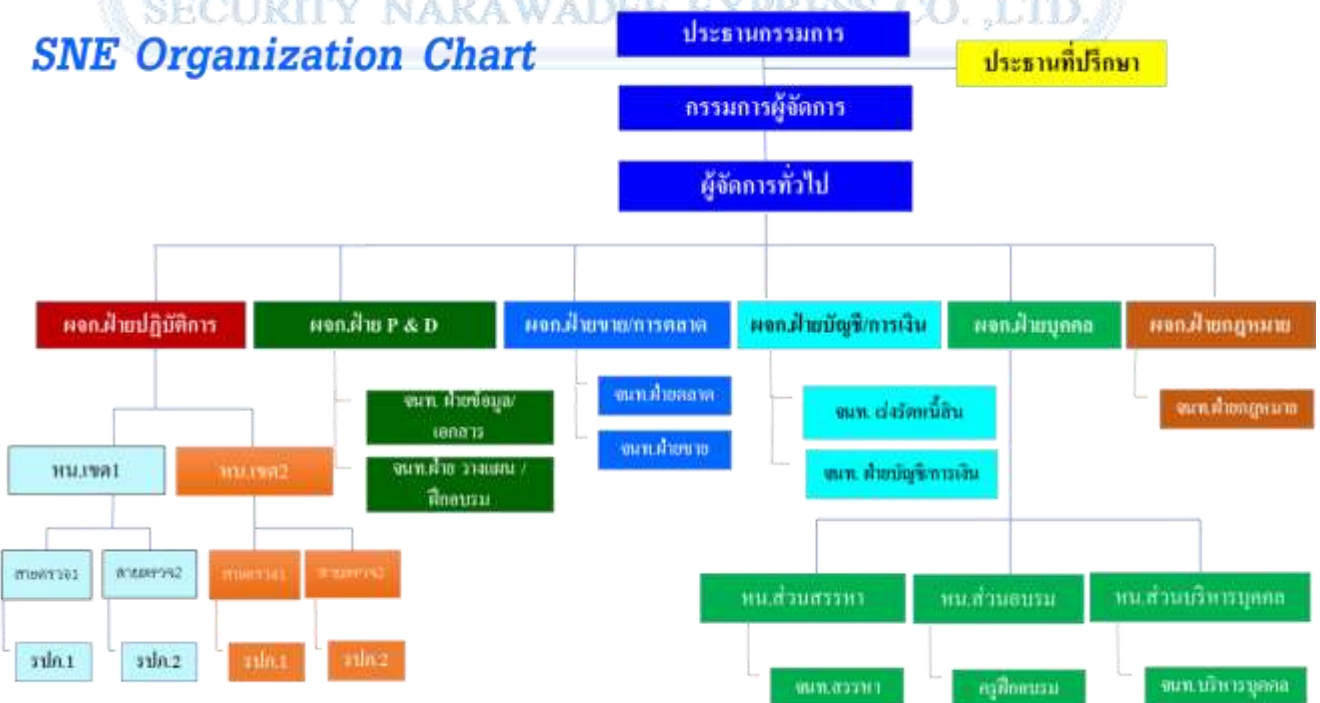 SECURITY NARAWADEE EXPRESS CO.,LTD.
SNE Organization Chart
ประธานกรรมการ
ประธานที่ปรึกษา
กรรมการผู้จัดการ
ผู้จัดการทั่วไป
ผจก.ฝ่ายปฏิบัติการ
ผจก.ฝ่าย P & D
ผจก.ฝ่ายขาย/การตลาด
ผจก.ฝ่ายบัญชี/การเงิน
ผจก.ฝ่ายบุคคล
ผจก.ฝ่ายกฎหมาย
จนท. ฝ่ายข้อมูล/
เอกสาร
จนท.ฝ่าย วางแผน /
ฝึกอบรม
จนท.ฝ่ายตลาด
จนท.ฝ่ายขาย
จนท. เร่งรัดหนี้สิน
จนท. ฝ่ายบัญชี/การเงิน
จนท.ฝ่ายกฎหมาย
หน.เขต1
หน.เขต2
สายตรวจ1
สายตรวจ2
สายตรวจ1
สายตรวจ2
รปภ.1
รปภ.2
รปภ.1
รปภ.2
หน.ส่วนสรรหา
หน.ส่วนอบรม
หน.ส่วนบริหารบุคคล
จนท.สรรหา
ครูฝึกอบรม
จนท.บริหารบุคคล